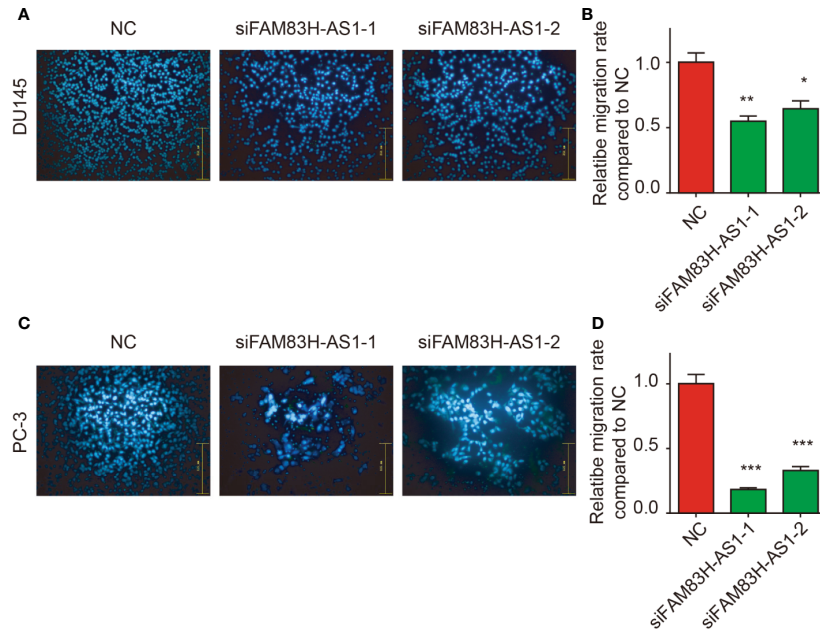 A
NC
siFAM83H-AS1-1
siFAM83H-AS1-2
DU145
B
Relatibe migration rate
compared to NC
1.0
0.5
0.0
**
*
NC
siFAM83H-AS1-1
siFAM83H-AS1-2
C
NC
siFAM83H-AS1-1
siFAM83H-AS1-2
PC-3
D
Relatibe migration rate
compared to NC
1.0
0.5
0.0
***
***
NC
siFAM83H-AS1-1
siFAM83H-AS1-2